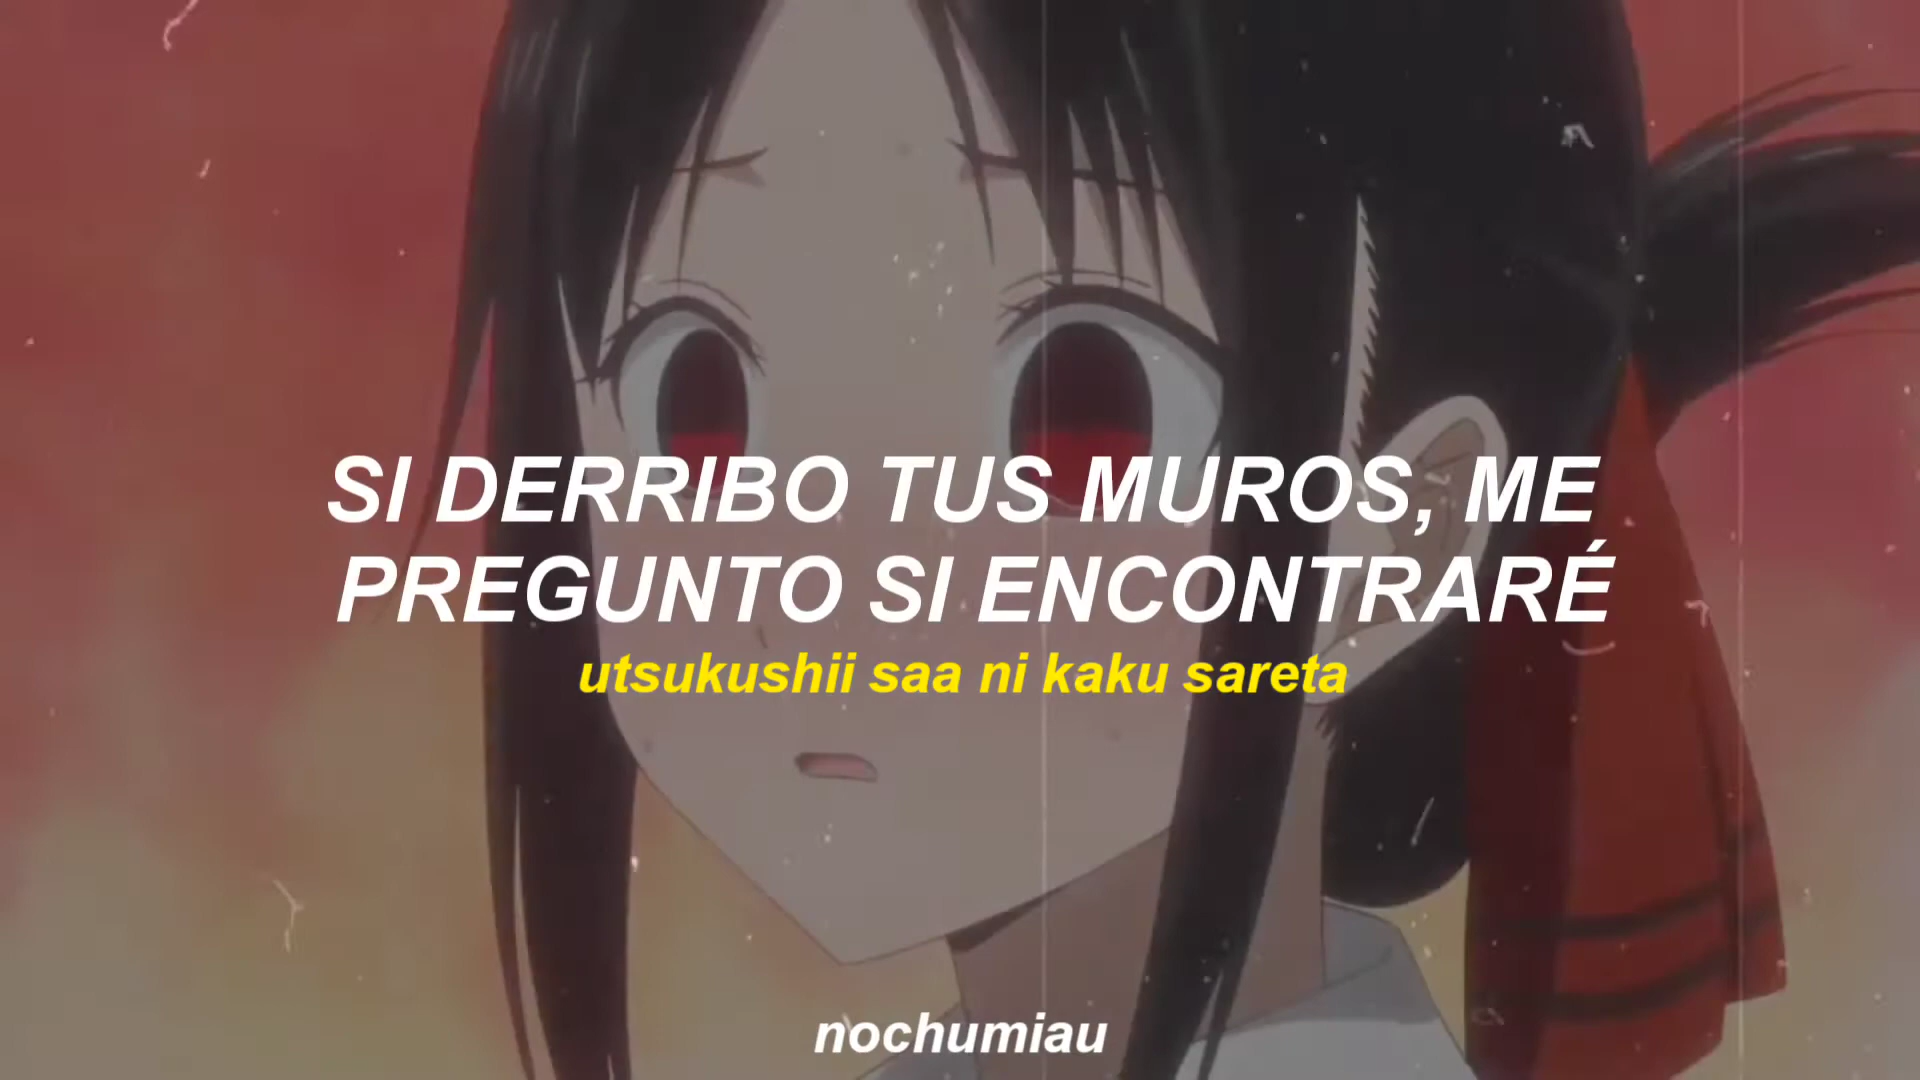 SI DERRIBO TUS MUROS, ME
PREGUNTO SI ENCONTRARÉ
utsukushii saa ni kaku sareta
nochumiau